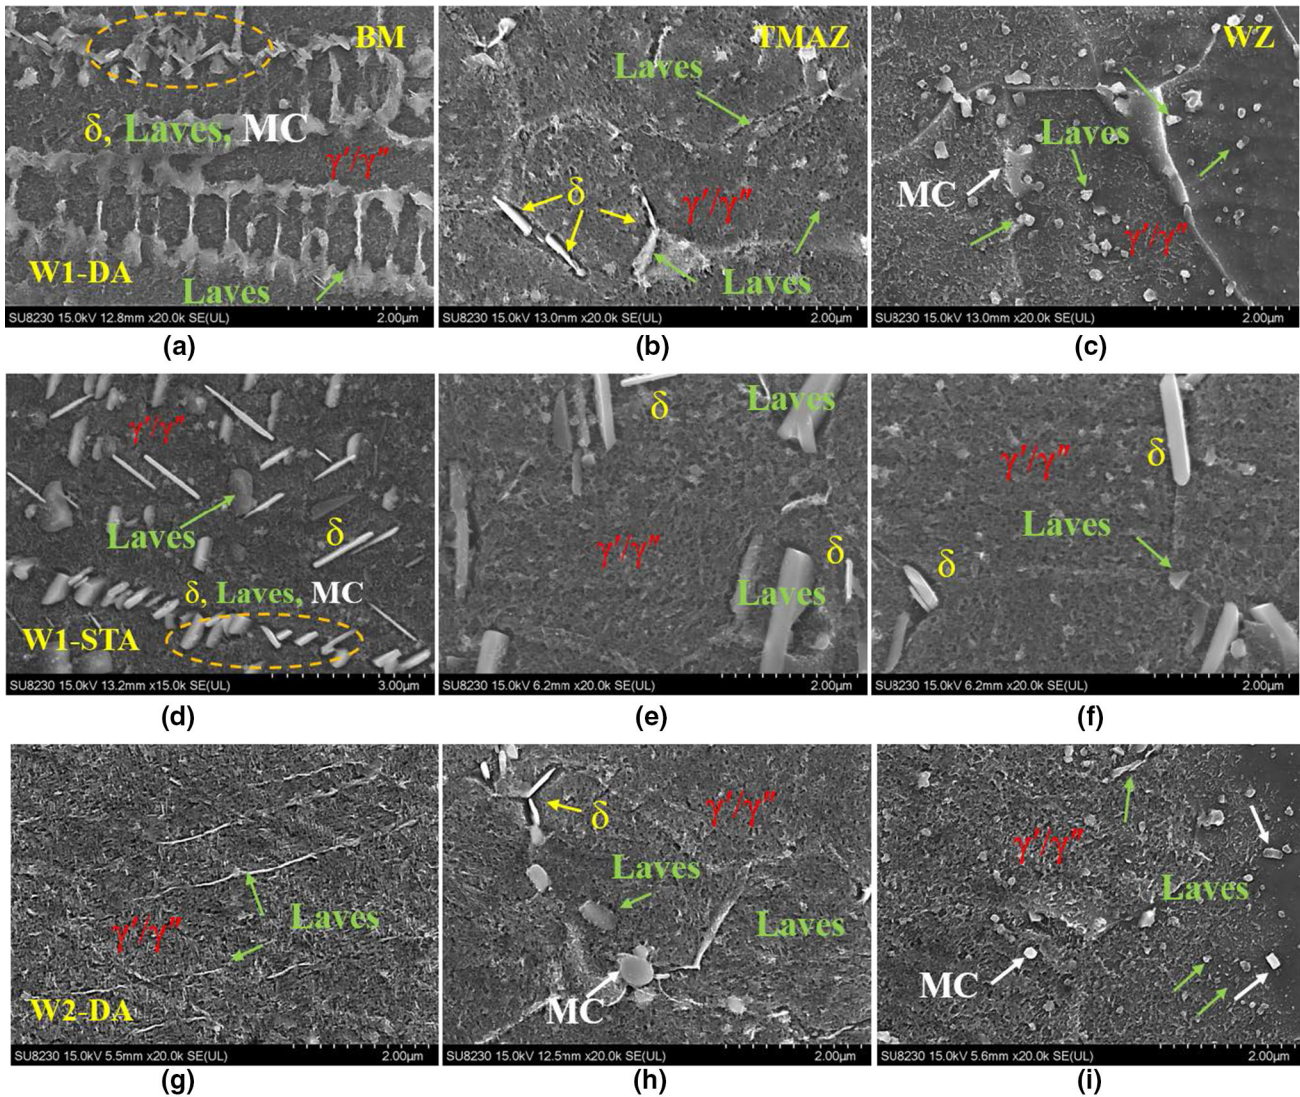 BM
δ, Laves, MC
γ'/γ"
W1-DA
Laves
SU8230 15.0kV 12.8mm x20.0k SE(UL) 2.00μm
(a)
TMAZ
Laves
δ
γ'/γ"
Laves
SU8230 15.0kV 13.0mm x20.0k SE(UL) 2.00μm
(b)
WZ
Laves
MC
γ'/γ"
SU8230 15.0kV 13.0mm x20.0k SE(UL) 2.00μm
(c)
γ'/γ"
Laves
δ
δ, Laves, MC
W1-STA
SU8230 15.0kV 13.2mm x15.0k SE(UL) 3.00μm
(d)
Laves
δ
γ'/γ"
δ
Laves
SU8230 15.0kV 6.2mm x20.0k SE(UL) 2.00μm
(e)
γ'/γ"
δ
Laves
δ
SU8230 15.0kV 6.2mm x20.0k SE(UL) 2.00μm
(f)
γ'/γ"
Laves
W2-DA
SU8230 15.0kV 5.5mm x20.0k SE(UL) 2.00μm
(g)
γ'/γ"
δ
Laves
Laves
MC
SU8230 15.0kV 12.5mm x20.0k SE(UL) 2.00μm
(h)
γ'/γ"
Laves
MC
SU8230 15.0kV 5.6mm x20.0k SE(UL) 2.00μm
(i)